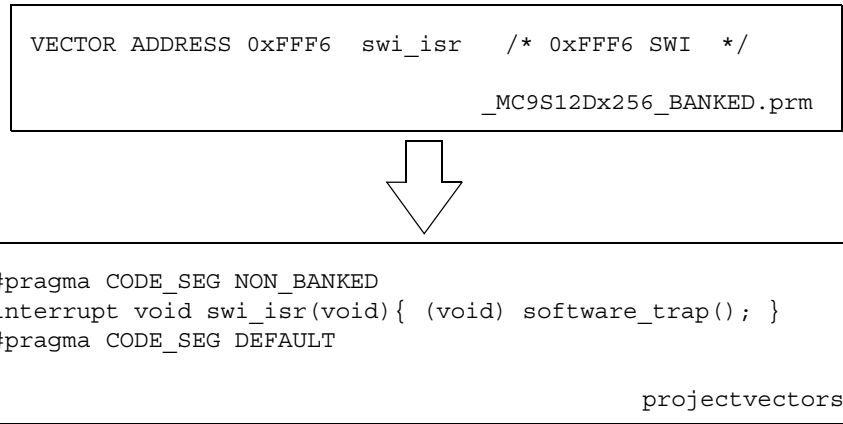 VECTOR ADDRESS 0xFFF6 swi_isr /* 0xFFF6 SWI */
_MC9S12Dx256_BANKED.prm
#pragma CODE_SEG NON_BANKED
interrupt void swi_isr(void){ (void) software_trap(); }
#pragma CODE_SEG DEFAULT
projectvectors